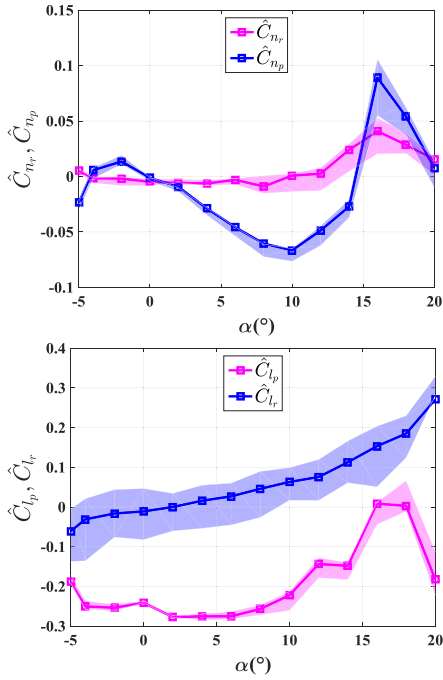 Ĉ_{n_r}
Ĉ_{n_p}
Ĉ_{n_r}, Ĉ_{n_p}
0.15
0.1
0.05
0
-0.05
-0.1
-5 0 5 10 15 20
α(°)
Ĉ_{l_p}
Ĉ_{l_r}
Ĉ_{l_p}, Ĉ_{l_r}
0.4
0.3
0.2
0.1
0
-0.1
-0.2
-0.3
-5 0 5 10 15 20
α(°)